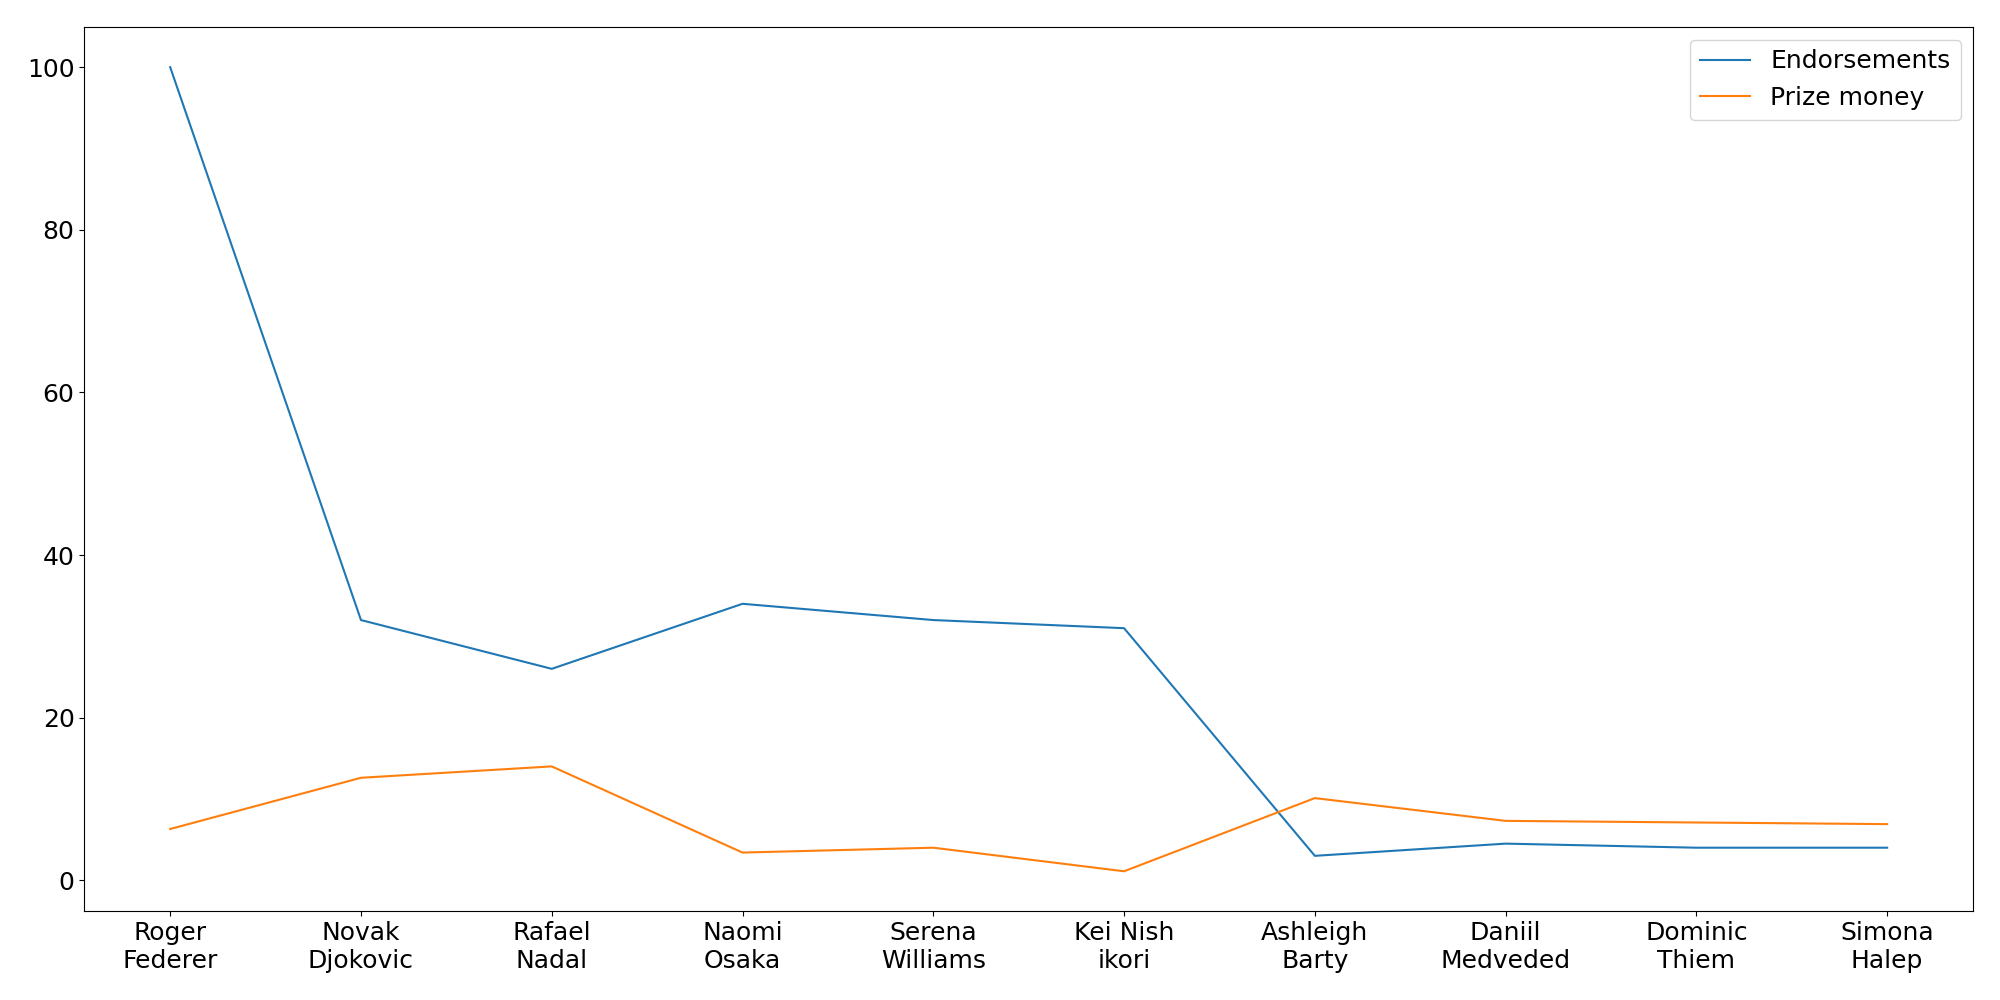 Endorsements
Prize money
100
80
60
40
20
0
Roger
Federer
Novak
Djokovic
Rafael
Nadal
Naomi
Osaka
Serena
Williams
Kei Nish
ikori
Ashleigh
Barty
Daniil
Medveded
Dominic
Thiem
Simona
Halep